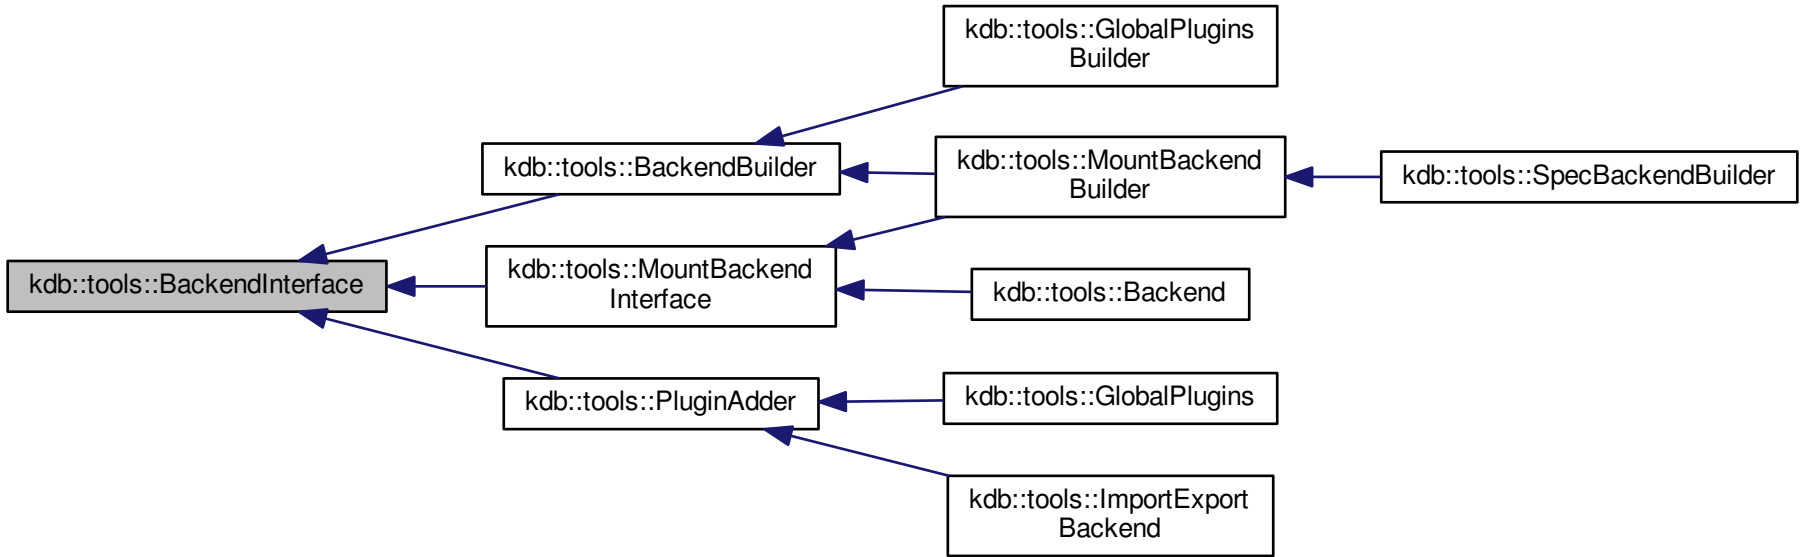 kdb::tools::GlobalPlugins
Builder
kdb::tools::BackendBuilder
kdb::tools::MountBackend
Builder
kdb::tools::SpecBackendBuilder
kdb::tools::BackendInterface
kdb::tools::MountBackend
Interface
kdb::tools::Backend
kdb::tools::PluginAdder
kdb::tools::GlobalPlugins
kdb::tools::ImportExport
Backend